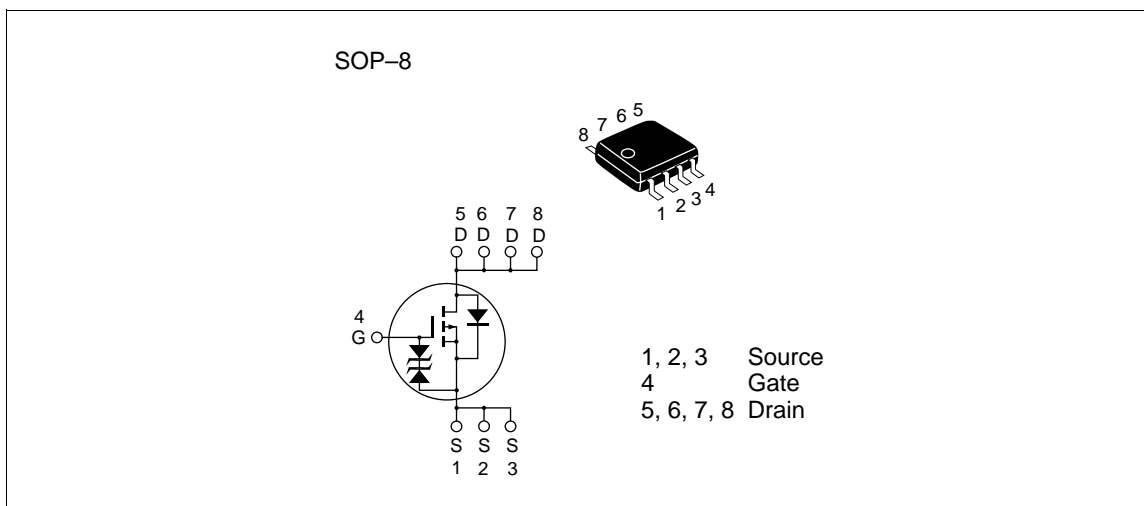 SOP–8
8 7 6 5
1 2 3 4
5 6 7 8
D D D D
4
G
S S S
1 2 3
1, 2, 3 Source
4 Gate
5, 6, 7, 8 Drain